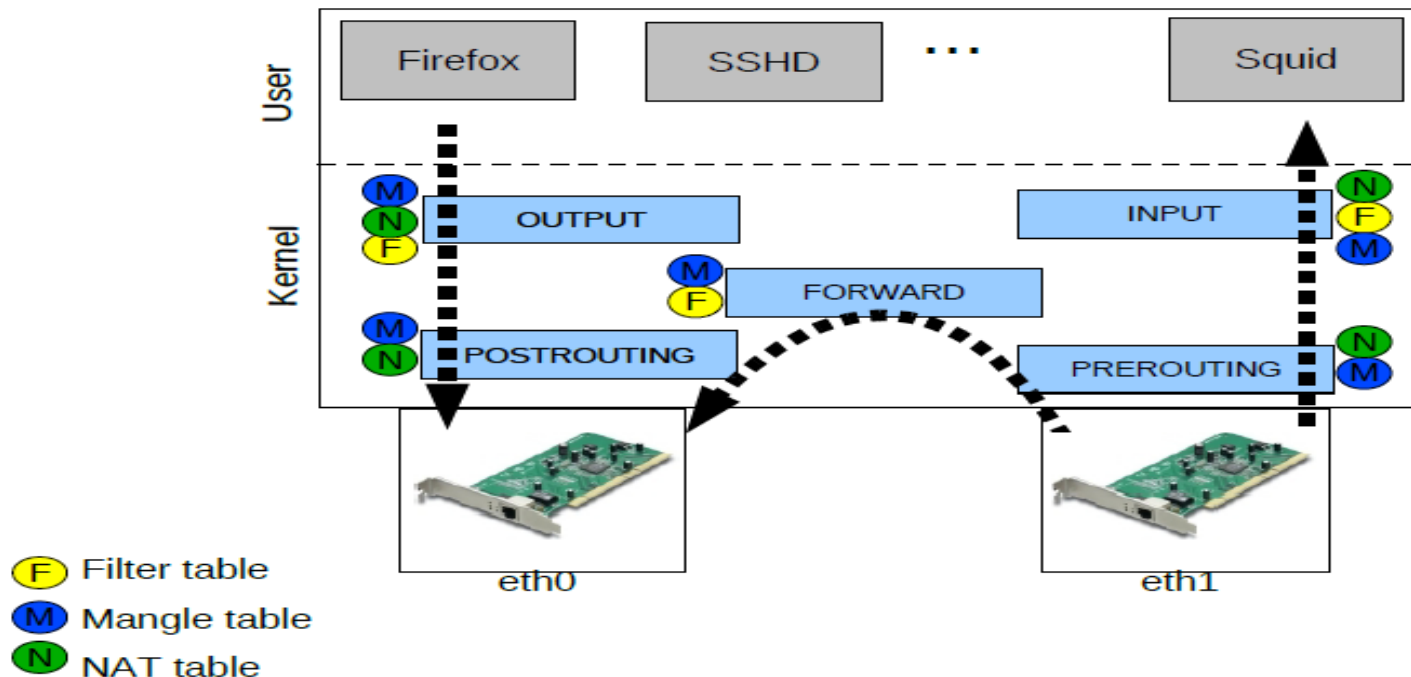 User
Firefox
SSHD
...
Squid
Kernel
M
N
F
OUTPUT
INPUT
N
F
M
M
F
FORWARD
M
N
POSTROUTING
PREROUTING
N
M
eth0
eth1
F Filter table
M Mangle table
N NAT table